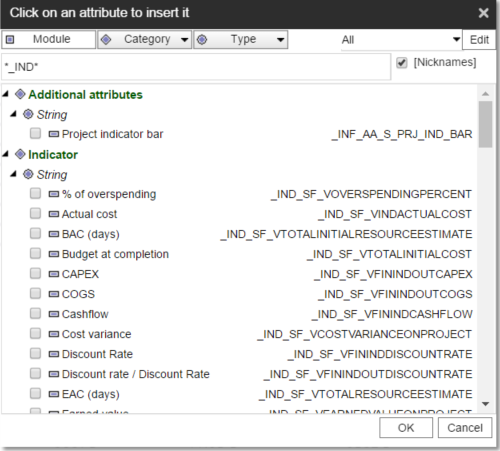 Click on an attribute to insert it
Module Category Type All Edit
*_IND* [Nicknames]
Additional attributes
String
Project indicator bar _INF_AA_S_PRJ_IND_BAR
Indicator
String
% of overspending _IND_SF_VOVERSPENDINGPERCENT
Actual cost _IND_SF_VINDACTUALCOST
BAC (days) _IND_SF_VTOTALINITIALRESOURCEESTIMATE
Budget at completion _IND_SF_VTOTALINITIALCOST
CAPEX _IND_SF_VFININDOUTCAPEX
COGS _IND_SF_VFININDOUTCOGS
Cashflow _IND_SF_VFININDCASHFLOW
Cost variance _IND_SF_VCOSTVARIANCEONPROJECT
Discount Rate _IND_SF_VFININDDISCOUNTRATE
Discount rate / Discount Rate _IND_SF_VFININDOUTDISCOUNTRATE
EAC (days) _IND_SF_VTOTALRESOURCEESTIMATE
Earned value _IND_SF_VEARNEDVALUEONPROJECT
OK Cancel